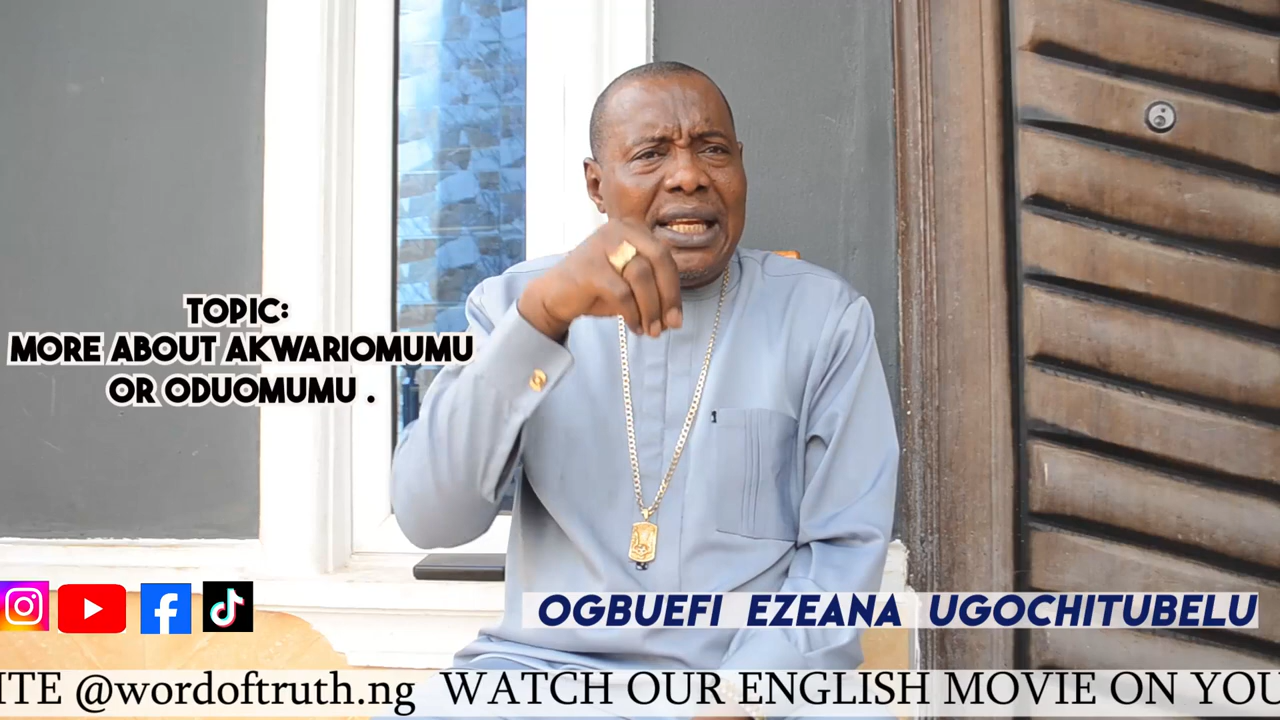 TOPIC:
MORE ABOUT AKWARIOMUMU
OR ODUOMUMU .
OGBUEFI EZEANA UGOCHITUBELU
ITE @wordoftruth.ng WATCH OUR ENGLISH MOVIE ON YOU